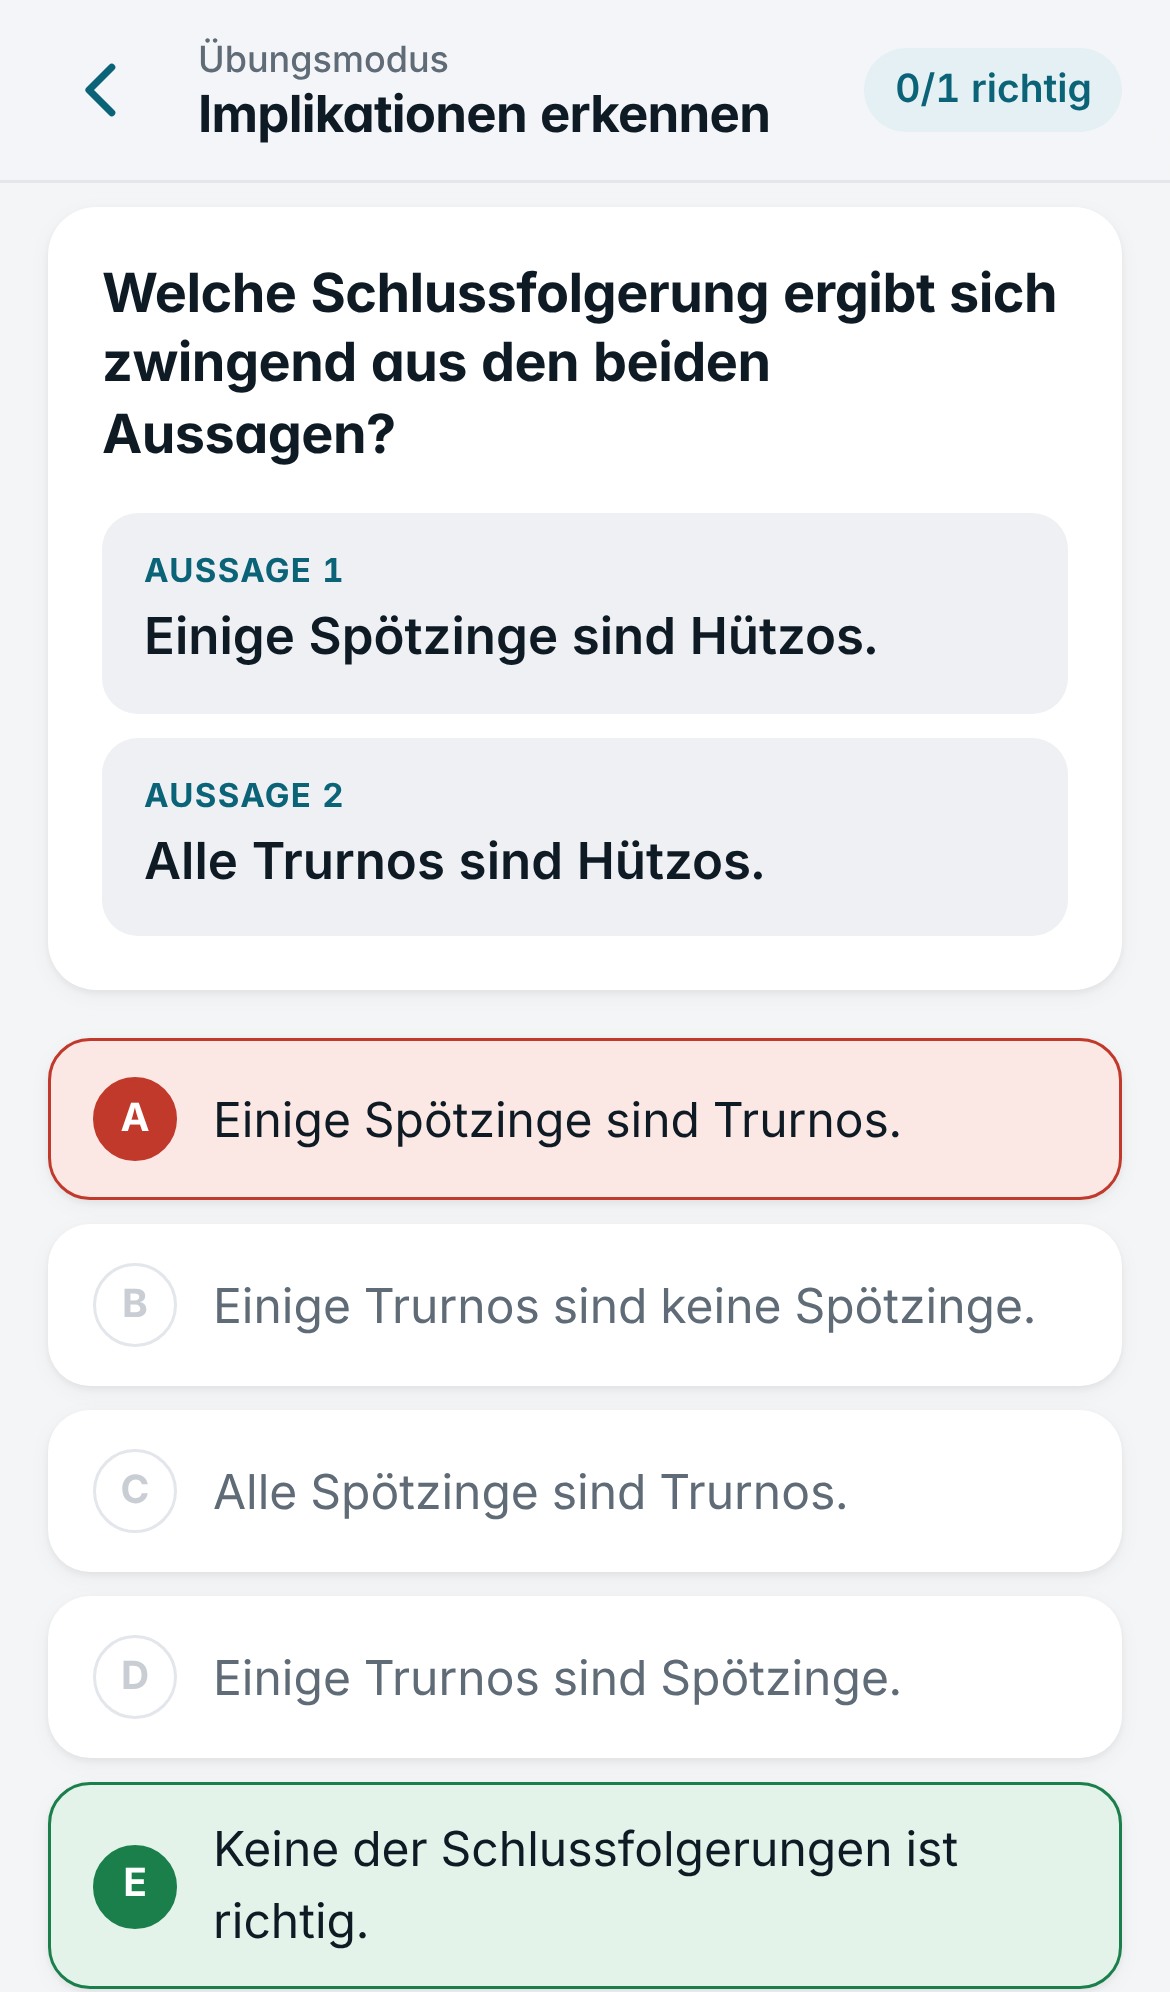 Übungsmodus
Implikationen erkennen
0/1 richtig
Welche Schlussfolgerung ergibt sich
zwingend aus den beiden
Aussagen?
AUSSAGE 1
Einige Spötzinge sind Hützos.
AUSSAGE 2
Alle Trurnos sind Hützos.
A Einige Spötzinge sind Trurnos.
B Einige Trurnos sind keine Spötzinge.
C Alle Spötzinge sind Trurnos.
D Einige Trurnos sind Spötzinge.
E Keine der Schlussfolgerungen ist
richtig.